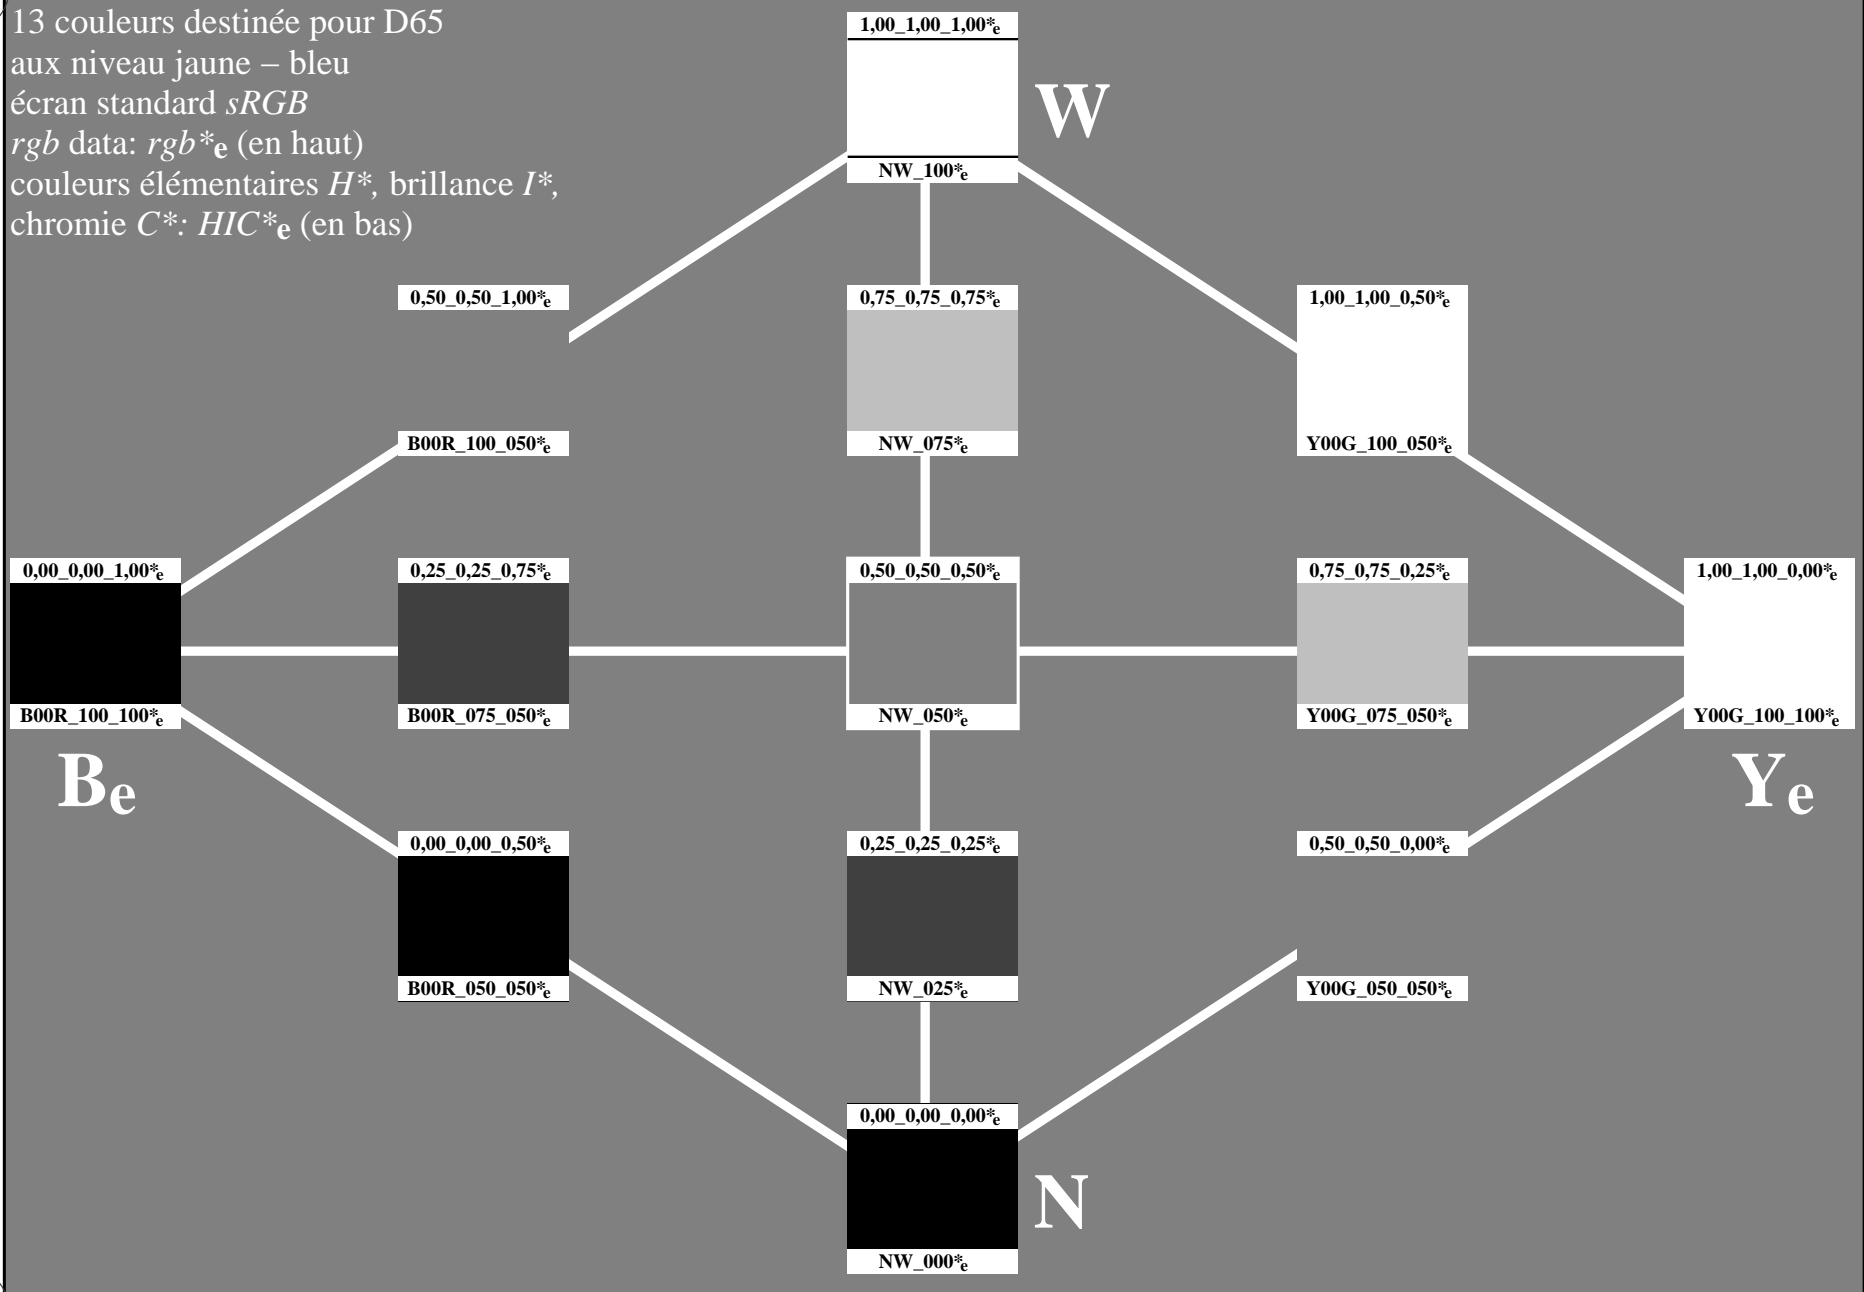 13 couleurs destinée pour D65
aux niveau jaune – bleu
écran standard sRGB
rgb data: rgb*e (en haut)
couleurs élémentaires H*, brillance I*,
chromie C*: HIC*e (en bas)
1,00_1,00_1,00*e
W
NW_100*e
0,50_0,50_1,00*e
0,75_0,75_0,75*e
1,00_1,00_0,50*e
B00R_100_050*e
NW_075*e
Y00G_100_050*e
0,00_0,00_1,00*e
0,25_0,25_0,75*e
0,50_0,50_0,50*e
0,75_0,75_0,25*e
1,00_1,00_0,00*e
B00R_100_100*e
B00R_075_050*e
NW_050*e
Y00G_075_050*e
Y00G_100_100*e
Be
Ye
0,00_0,00_0,50*e
0,25_0,25_0,25*e
0,50_0,50_0,00*e
B00R_050_050*e
NW_025*e
Y00G_050_050*e
0,00_0,00_0,00*e
N
NW_000*e